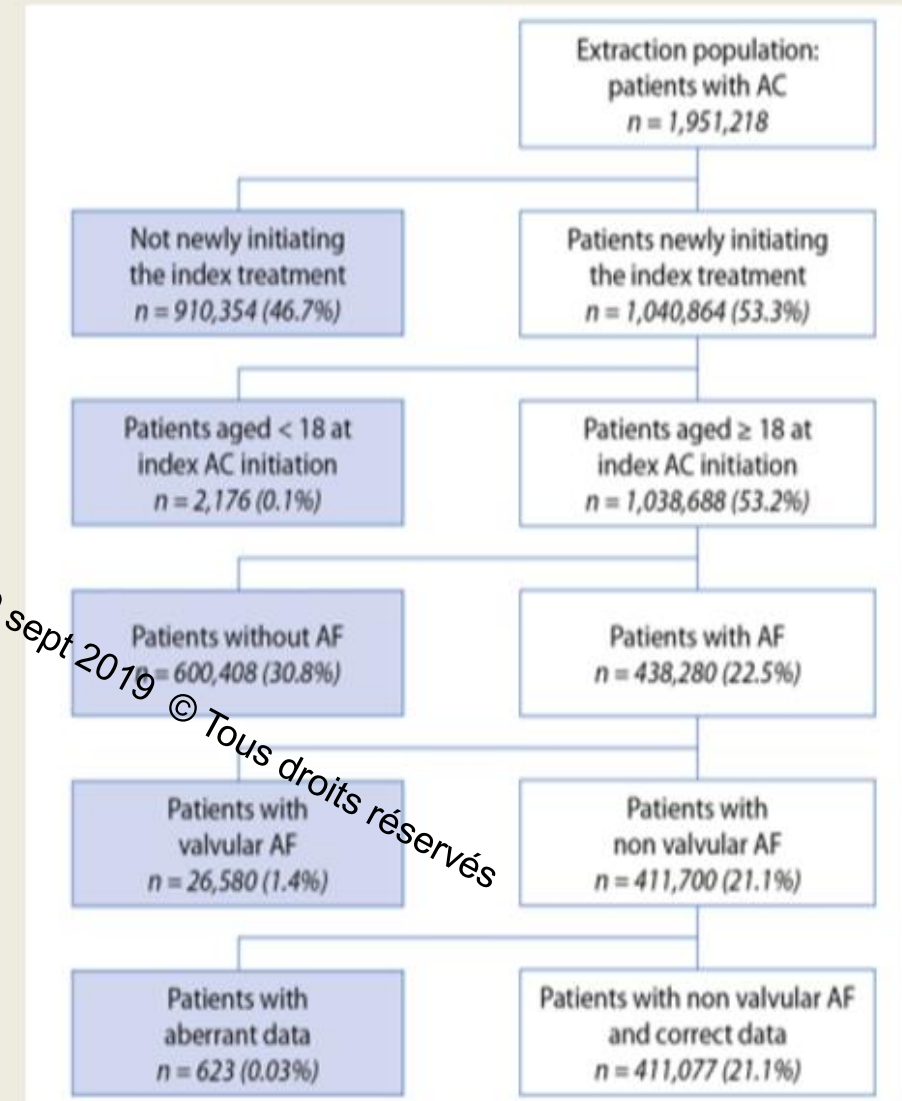 Extraction population:
patients with AC
n = 1,951,218
Not newly initiating
the index treatment
n = 910,354 (46.7%)
Patients newly initiating
the index treatment
n = 1,040,864 (53.3%)
Patients aged < 18 at
index AC initiation
n = 2,176 (0.1%)
Patients aged ≥ 18 at
index AC initiation
n = 1,038,688 (53.2%)
Patients without AF
n = 600,408 (30.8%)
Patients with AF
n = 438,280 (22.5%)
Patients with
valvular AF
n = 26,580 (1.4%)
Patients with
non valvular AF
n = 411,700 (21.1%)
Patients with
aberrant data
n = 623 (0.03%)
Patients with non valvular AF
and correct data
n = 411,077 (21.1%)
sept 2019 © Tous droits réservés